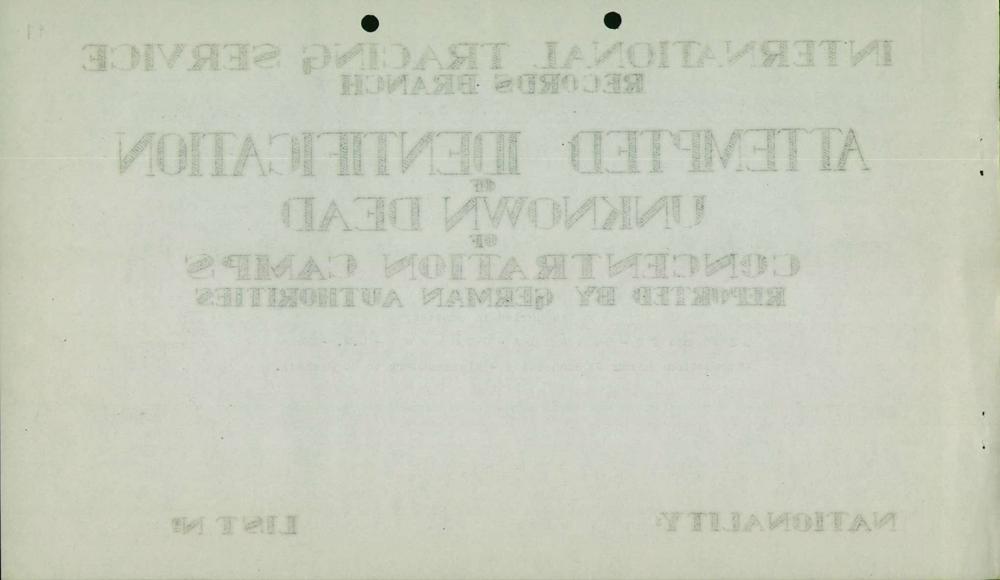 INTERNATIONAL TRACING SERVICE
RECORDS BRANCH
ATTEMPTED IDENTIFICATION
OF
UNKNOWN DEAD
OF
CONCENTRATION CAMPS
REPORTED BY GERMAN AUTHORITIES
NATIONALITY:
LIST Nº